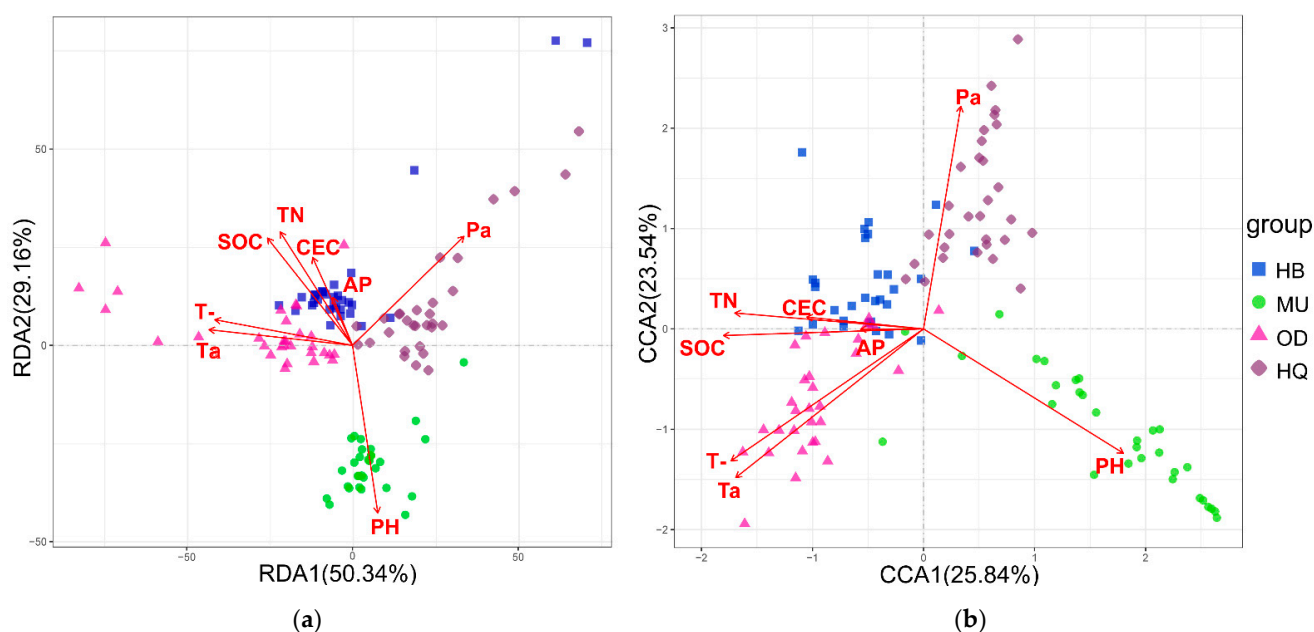 RDA2(29.16%)
50
0
−50
TN
SOC
CEC
Pa
AP
T-
Ta
PH
−50
0
50
RDA1(50.34%)
(a)
CCA2(23.54%)
3
2
1
0
−1
−2
Pa
TN
CEC
SOC
AP
T-
Ta
PH
−2
−1
0
1
2
CCA1(25.84%)
(b)
group
HB
MU
OD
HQ